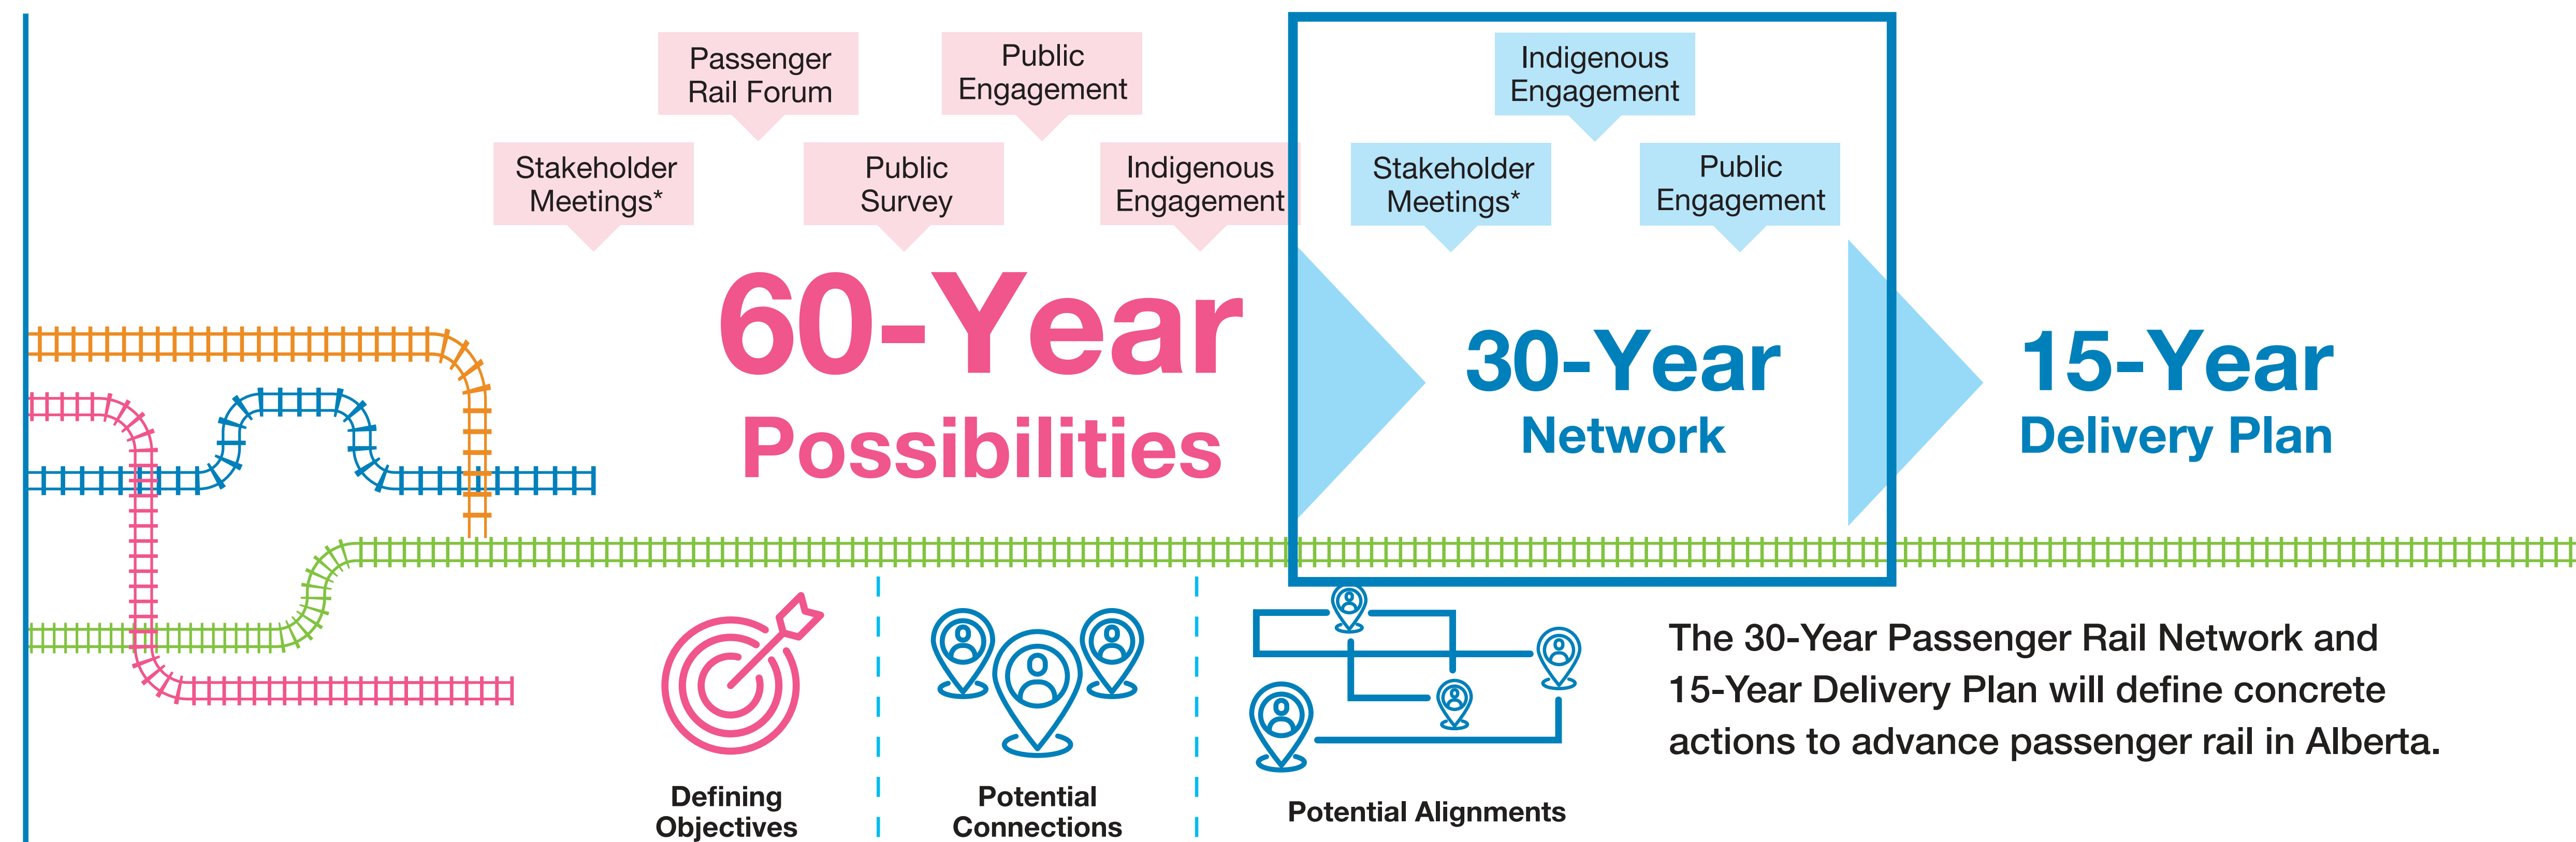 Passenger
Rail Forum
Public
Engagement
Stakeholder
Meetings*
Public
Survey
Indigenous
Engagement
60-Year
Possibilities
Indigenous
Engagement
Stakeholder
Meetings*
Public
Engagement
30-Year
Network
15-Year
Delivery Plan
Defining
Objectives
Potential
Connections
Potential Alignments
The 30-Year Passenger Rail Network and
15-Year Delivery Plan will define concrete
actions to advance passenger rail in Alberta.